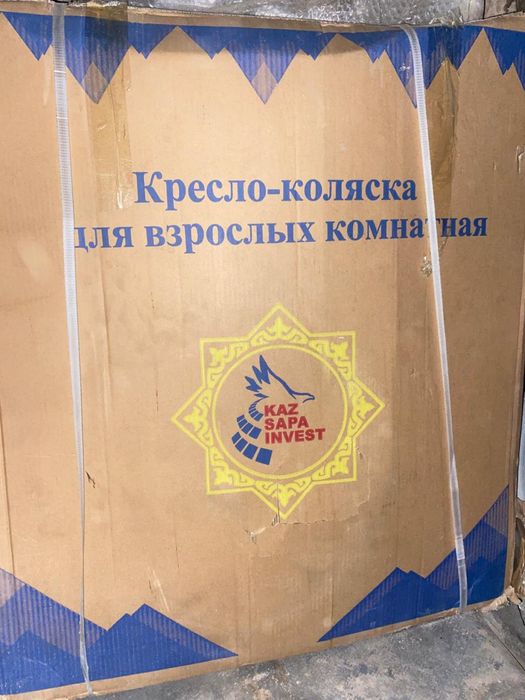 Кресло-коляска
для взрослых комнатная
KAZ
SAPA
INVEST